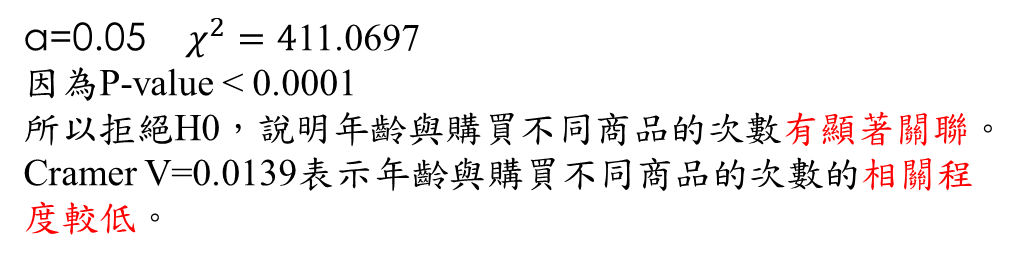 α=0.05 χ² = 411.0697
因為P-value < 0.0001
所以拒絕H0，說明年齡與購買不同商品的次數有顯著關聯。
Cramer V=0.0139表示年齡與購買不同商品的次數的相關程
度較低。